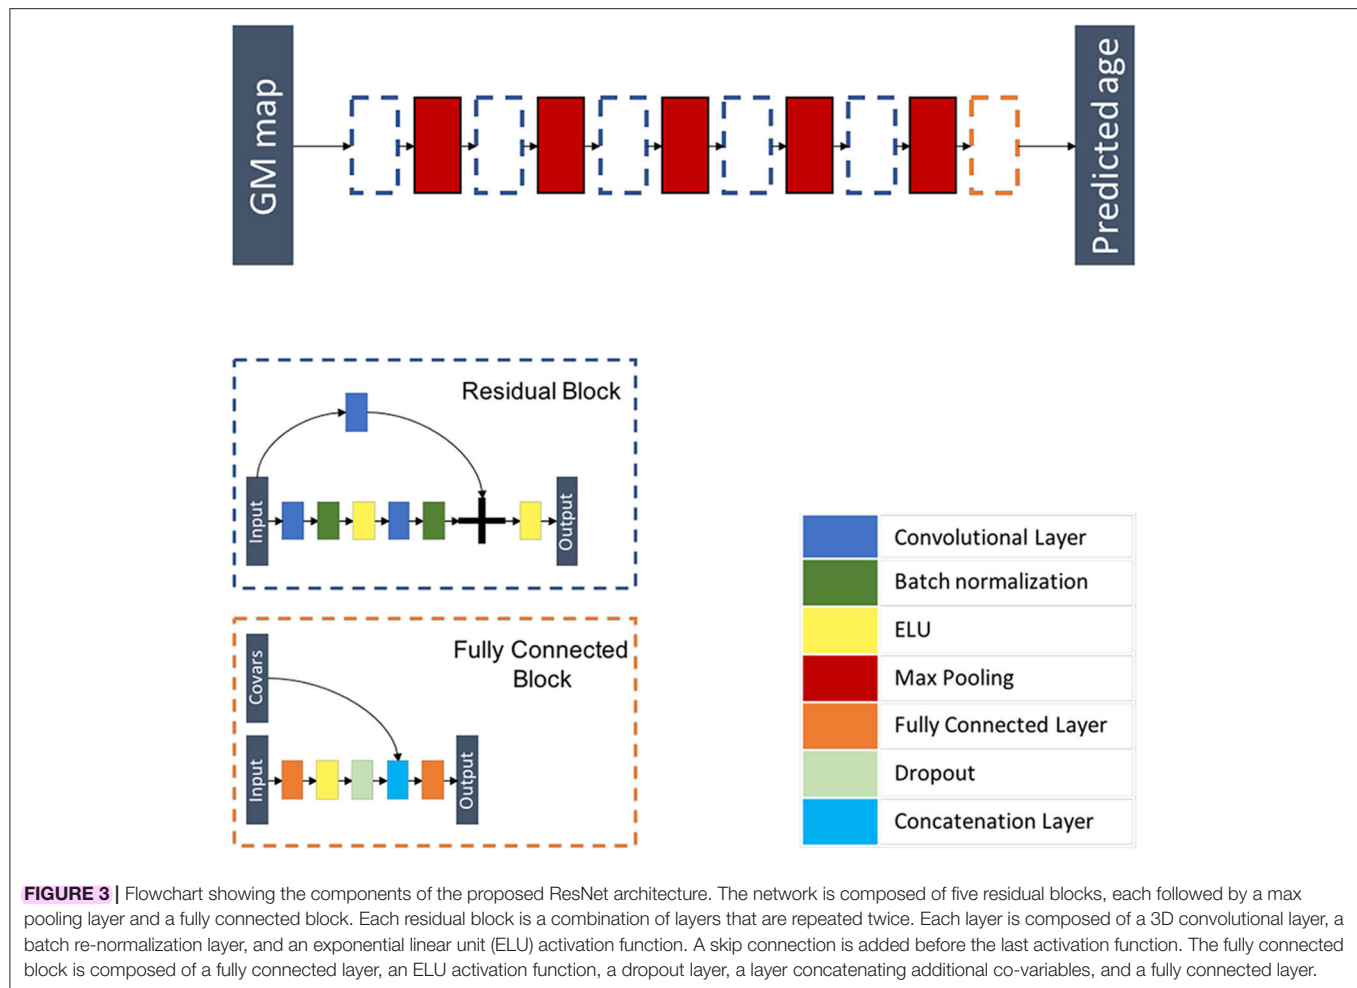 GM map
Predicted age
Residual Block
Input
Output
Fully Connected
Block
Covars
Input
Output
Convolutional Layer
Batch normalization
ELU
Max Pooling
Fully Connected Layer
Dropout
Concatenation Layer
FIGURE 3 | Flowchart showing the components of the proposed ResNet architecture. The network is composed of five residual blocks, each followed by a max
pooling layer and a fully connected block. Each residual block is a combination of layers that are repeated twice. Each layer is composed of a 3D convolutional layer, a
batch re-normalization layer, and an exponential linear unit (ELU) activation function. A skip connection is added before the last activation function. The fully connected
block is composed of a fully connected layer, an ELU activation function, a dropout layer, a layer concatenating additional co-variables, and a fully connected layer.